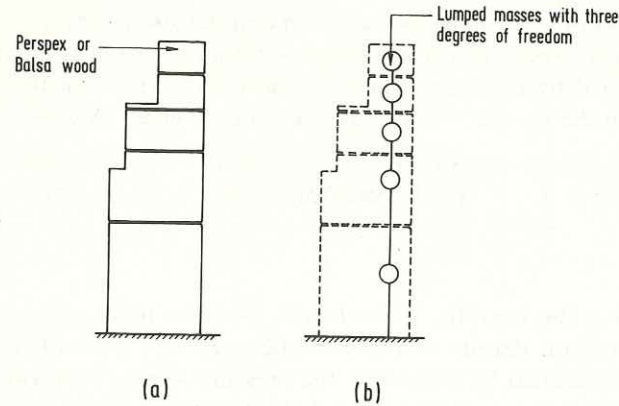 Perspex or
Balsa wood
Lumped masses with three
degrees of freedom
(a)
(b)